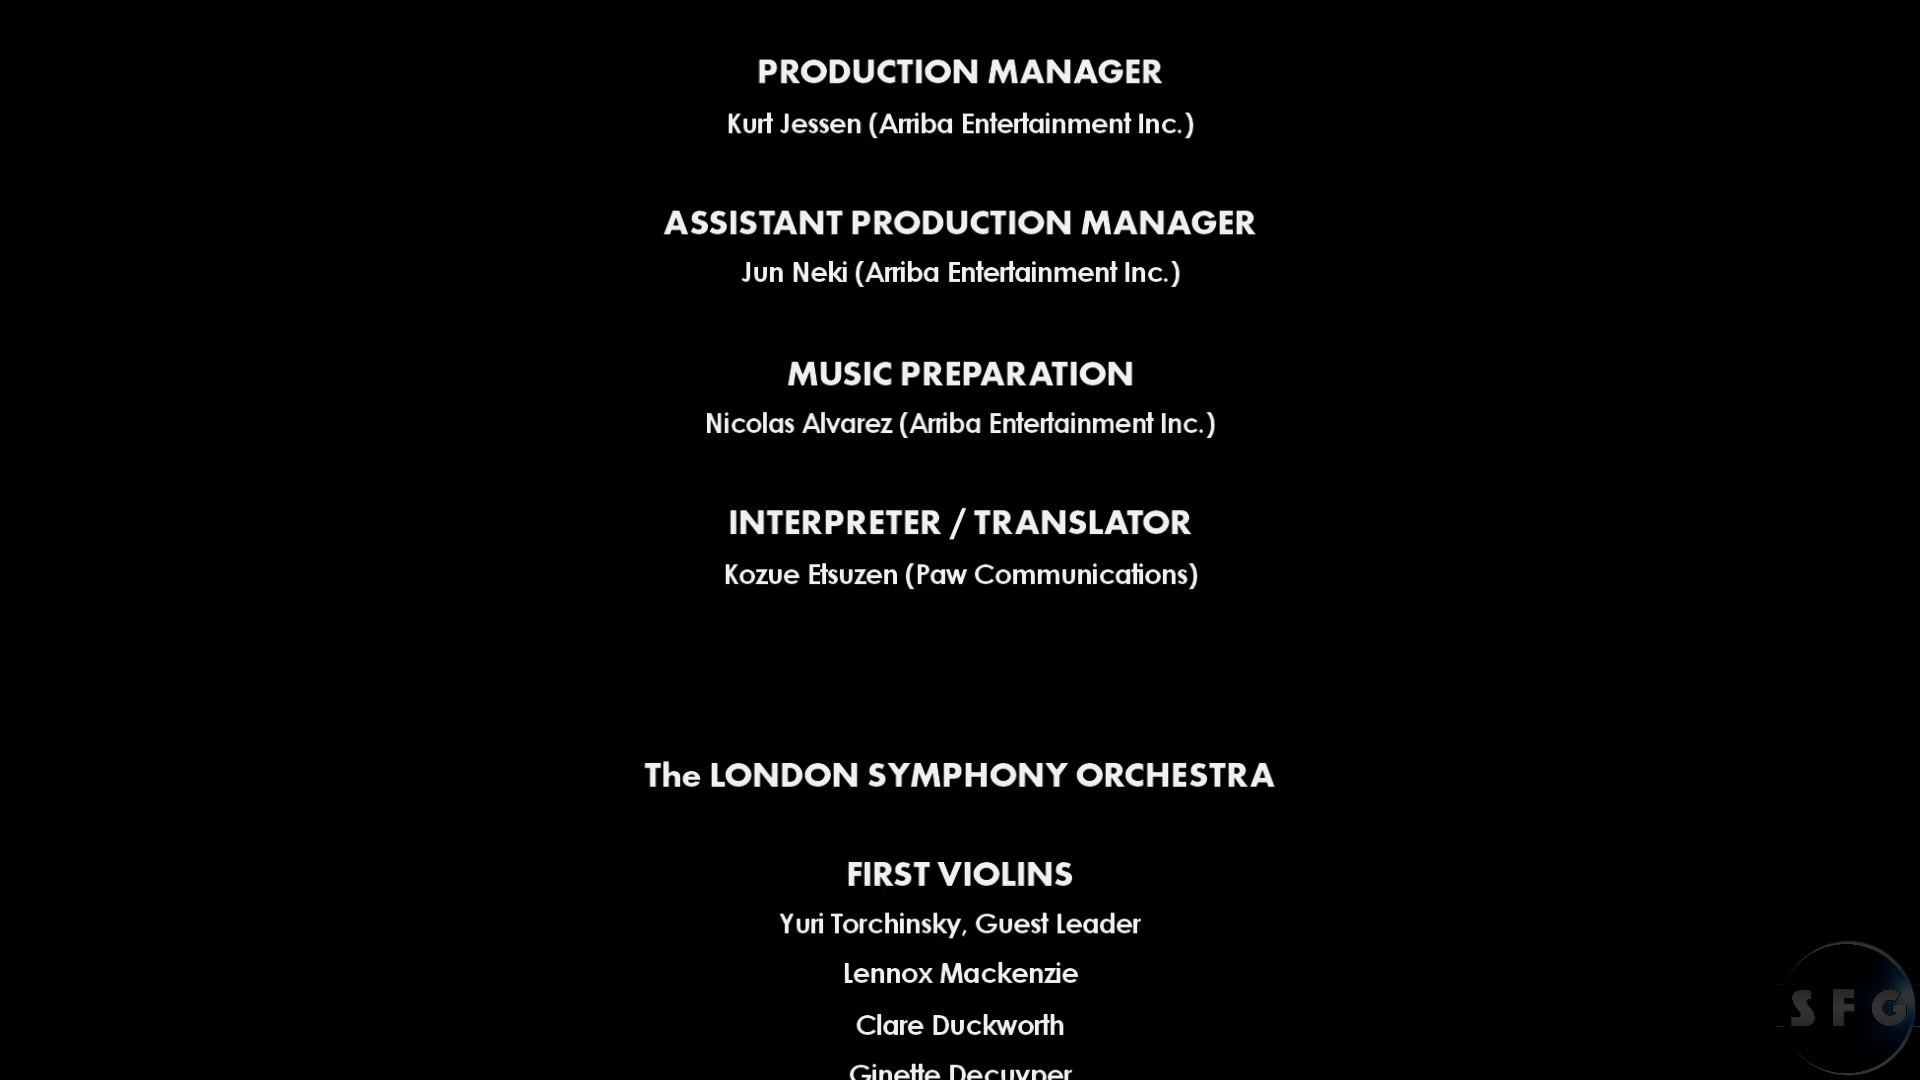 PRODUCTION MANAGER
Kurt Jessen (Arriba Entertainment Inc.)
ASSISTANT PRODUCTION MANAGER
Jun Neki (Arriba Entertainment Inc.)
MUSIC PREPARATION
Nicolas Alvarez (Arriba Entertainment Inc.)
INTERPRETER / TRANSLATOR
Kozue Etsuzen (Paw Communications)
The LONDON SYMPHONY ORCHESTRA
FIRST VIOLINS
Yuri Torchinsky, Guest Leader
Lennox Mackenzie
Clare Duckworth
Ginette Decuyper
SFG